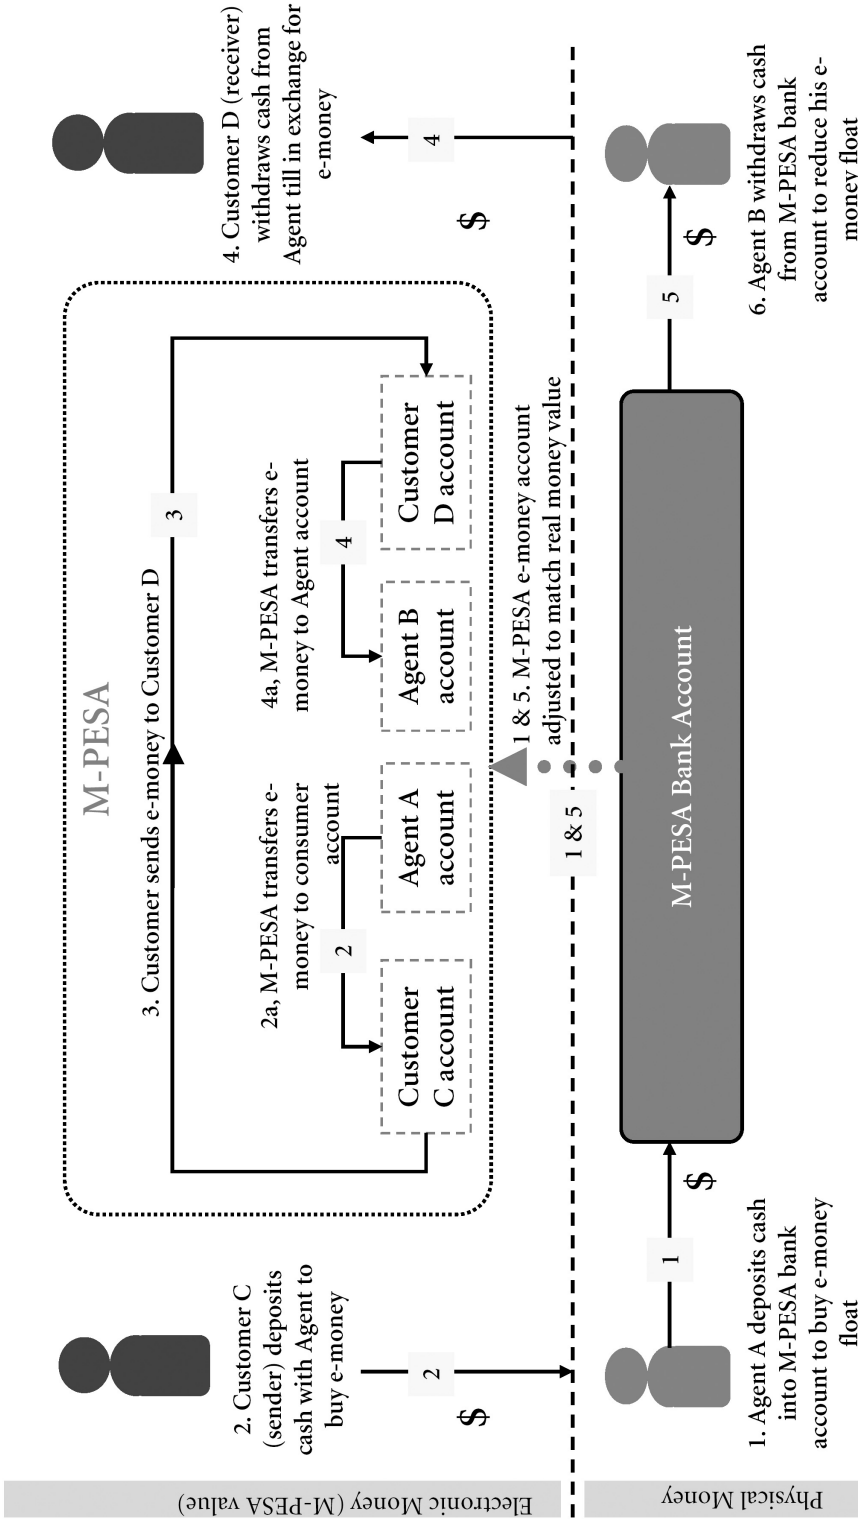 M-PESA
3. Customer sends e-money to Customer D
3
2. Customer C
(sender) deposits
cash with Agent to
buy e-money
2
$
2a, M-PESA transfers e-
money to consumer
account
2
4a, M-PESA transfers e-
money to Agent account
4
Customer
C account
Agent A
account
Agent B
account
Customer
D account
4. Customer D (receiver)
withdraws cash from
Agent till in exchange for
e-money
4
$
Electronic Money (M-PESA value)
1 & 5
1 & 5. M-PESA e-money account
adjusted to match real money value
Physical Money
1
$
M-PESA Bank Account
5
$
1. Agent A deposits cash
into M-PESA bank
account to buy e-money
float
6. Agent B withdraws cash
from M-PESA bank
account to reduce his e-
money float